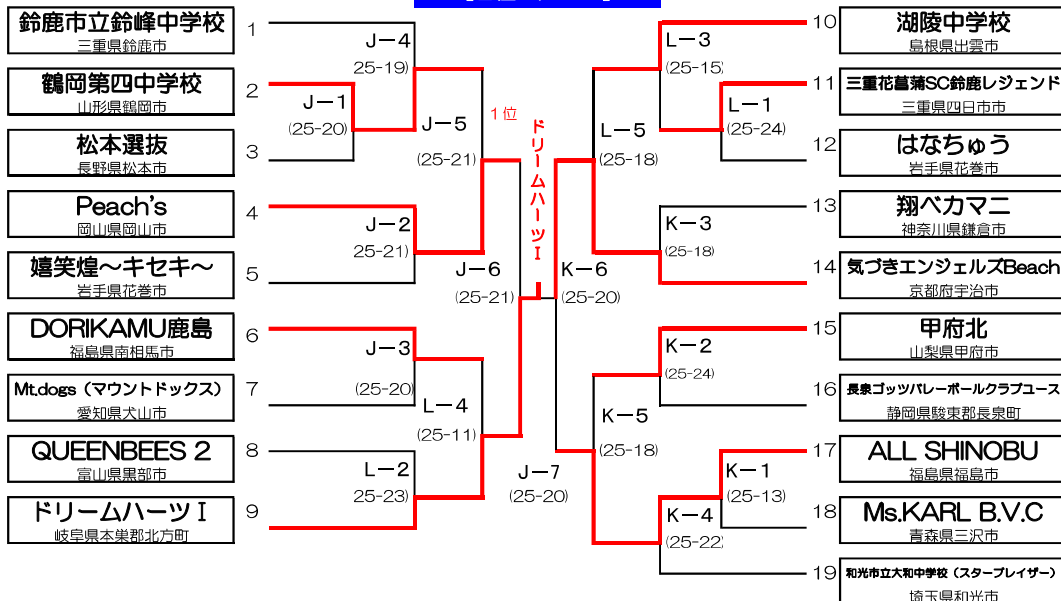 鈴鹿市立鈴峰中学校
三重県鈴鹿市
1
鶴岡第四中学校
山形県鶴岡市
2
松本選抜
長野県松本市
3
Peach's
岡山県岡山市
4
嬉笑煌～キセキ～
岩手県花巻市
5
DORIKAMU鹿島
福島県南相馬市
6
Mt.dogs（マウントドックス）
愛知県犬山市
7
QUEENBEES 2
富山県黒部市
8
ドリームハーツⅠ
岐阜県本巣郡北方町
9
J－4
25-19)
J－1
(25-20)
J－5
(25-21)
J－2
25-21)
J－6
(25-21)
J－3
(25-20)
L－4
(25-11)
L－2
25-23)
1位
ドリームハーツⅠ
J－7
(25-20)
L－3
(25-15)
L－1
(25-24)
L－5
(25-18)
K－3
(25-18)
K－6
(25-20)
K－2
(25-24)
K－5
(25-18)
K－1
(25-13)
K－4
(25-22)
10
湖陵中学校
島根県出雲市
11
三重花菖蒲SC鈴鹿レジェンド
三重県四日市市
12
はなちゅう
岩手県花巻市
13
翔べカマニ
神奈川県鎌倉市
14
気づきエンジェルズBeach
京都府宇治市
15
甲府北
山梨県甲府市
16
長泉ゴッツバレーボールクラブユース
静岡県駿東郡長泉町
17
ALL SHINOBU
福島県福島市
18
Ms.KARL B.V.C
青森県三沢市
19
和光市立大和中学校（スターブレイザー）
埼玉県和光市